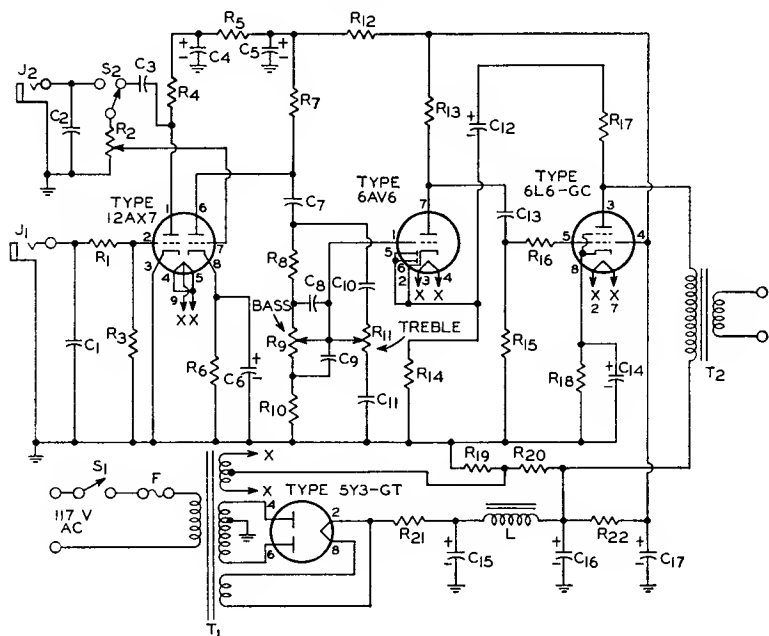 R5
R12
J2
S2
C3
C4
C5
R4
R7
R13
C12
R17
C2
R2
TYPE
12AX7
TYPE
6AV6
TYPE
6L6-GC
1
6
C7
7
C13
3
J1
R1
2
7
3
4
5
8
9
X X
1
5
6
2
3
4
X X
R16
5
4
8
X X
2 7
R8
C8
C10
BASS
R9
R11
TREBLE
C9
R3
C1
R6
C6
R10
C11
R14
R15
R18
C14
T2
S1
F
117 V
AC
X
X
TYPE 5Y3-GT
4
6
2
8
R19
R20
R21
L
R22
C15
C16
C17
T1
+
-
+
-
+
-
+
-
+
-
+
-
+
-
+
-